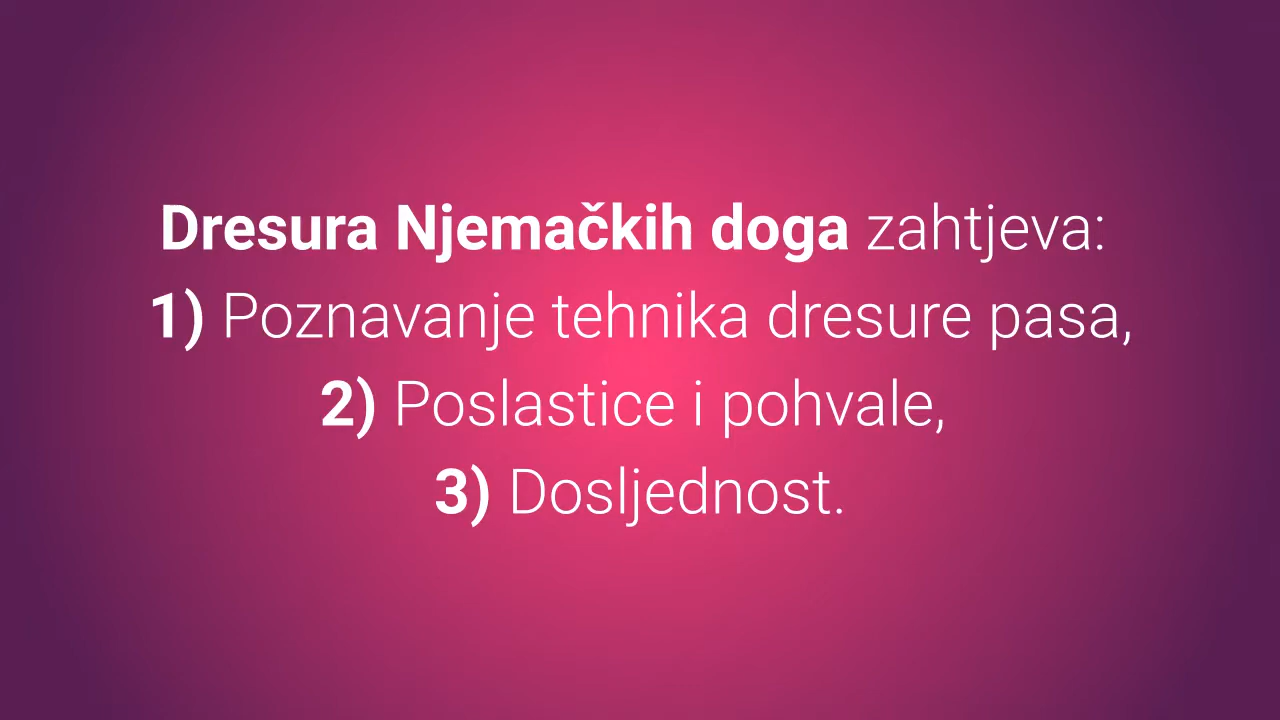 Dresura Njemačkih doga zahtjeva:
1) Poznavanje tehnika dresure pasa,
2) Poslastice i pohvale,
3) Dosljednost.